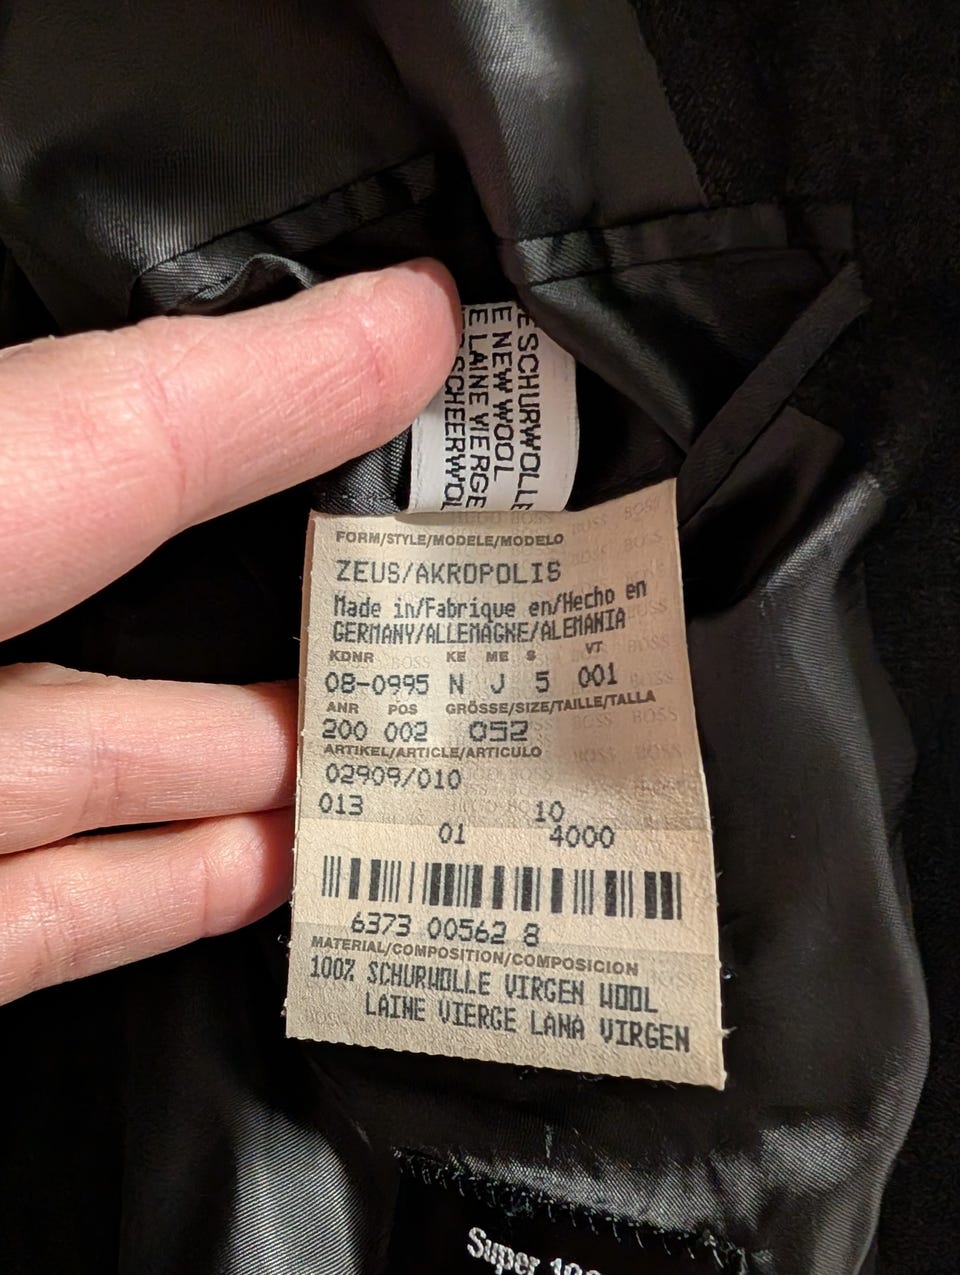 E SCHURWOLLE
E NEW WOOL
E LAINE VIERGE
SCHEERWOL
FORM/STYLE/MODELE/MODELO
ZEUS/AKROPOLIS
Made in/Fabrique en/Hecho en
GERMANY/ALLEMAGNE/ALEMANIA
KDNR KE ME S VT
08-0995 N J 5 001
ANR POS GRÖSSE/SIZE/TAILLE/TALLA
200 002 052
ARTIKEL/ARTICLE/ARTICULO
02909/010
013 10
01 4000
6373 00562 8
MATERIAL/COMPOSITION/COMPOSICION
100% SCHURWOLLE VIRGEN WOOL
LAINE VIERGE LANA VIRGEN
Super